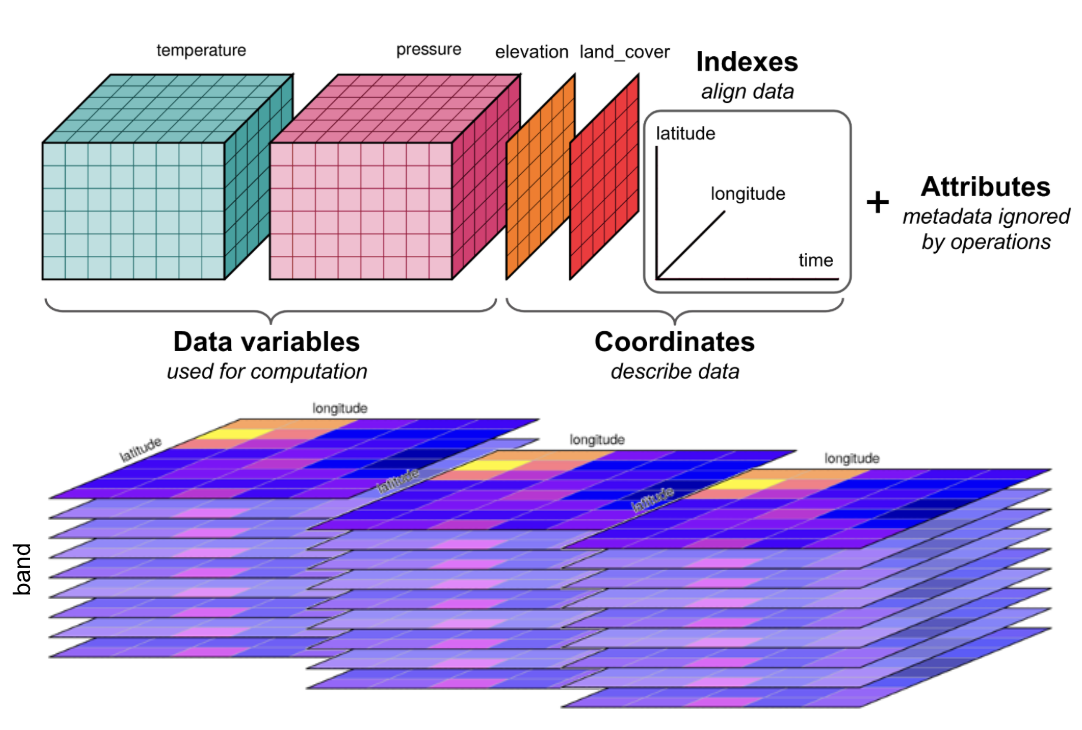 temperature
pressure
elevation
land_cover
Indexes
align data
latitude
longitude
time
+
Attributes
metadata ignored
by operations
Data variables
used for computation
Coordinates
describe data
longitude
latitude
longitude
latitude
longitude
latitude
band